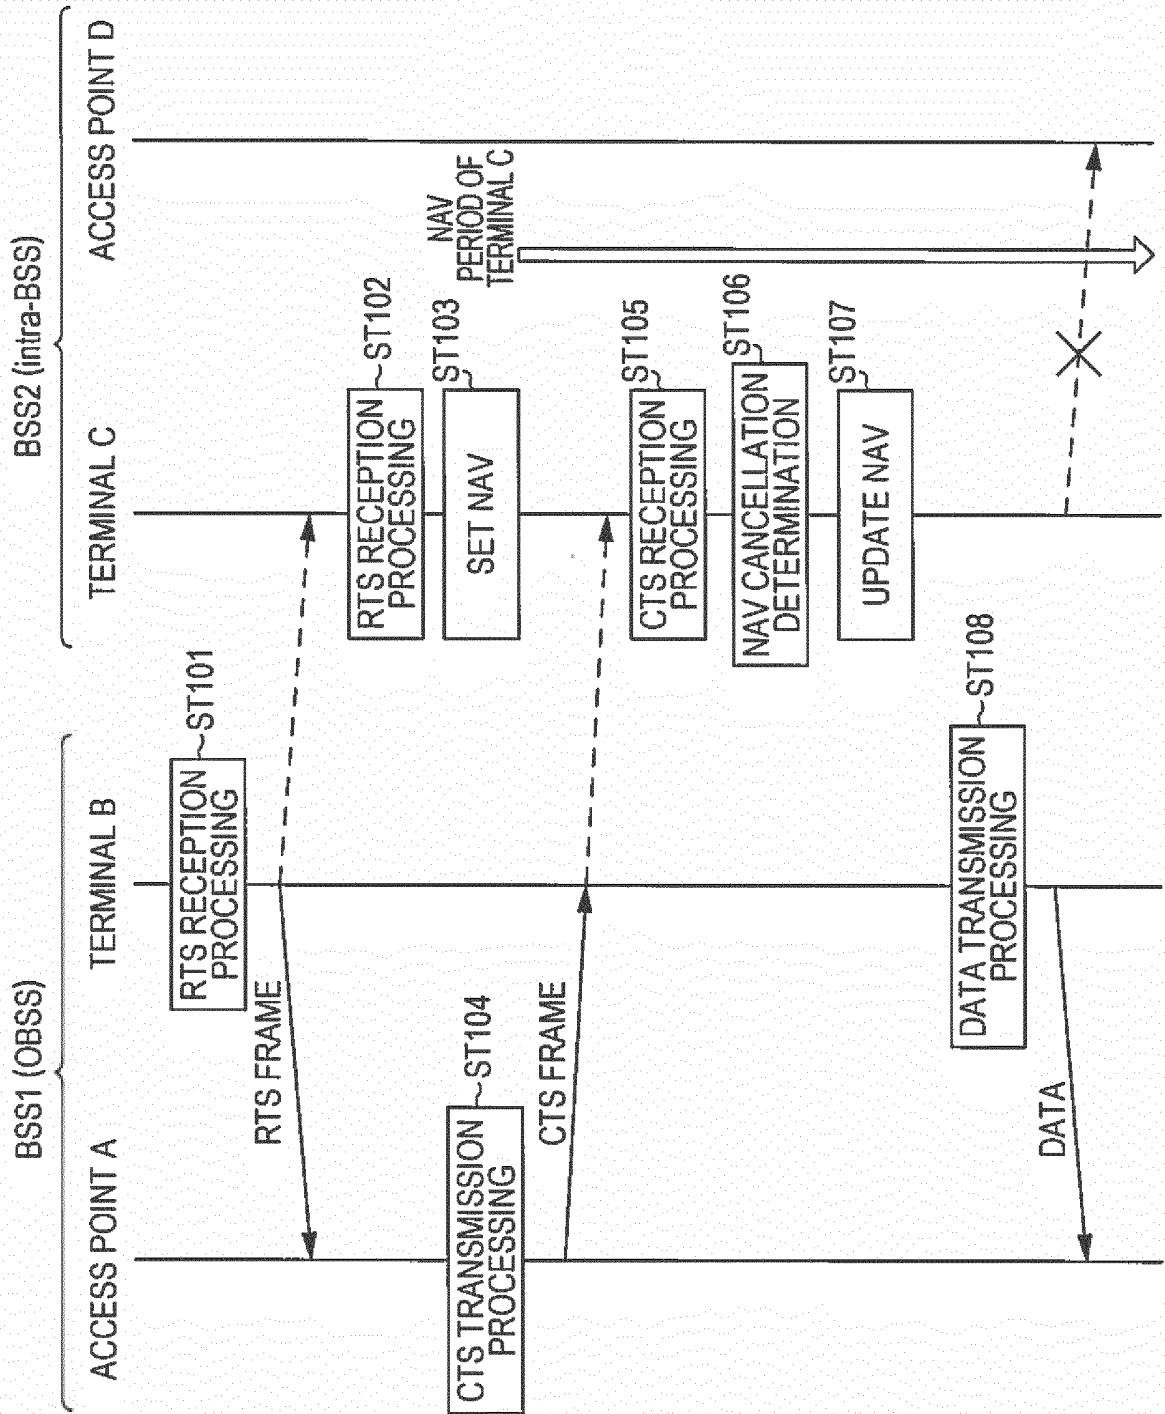 BSS1 (OBSS)
BSS2 (intra-BSS)
ACCESS POINT A
TERMINAL B
TERMINAL C
ACCESS POINT D
RTS RECEPTION
PROCESSING
ST101
RTS FRAME
RTS RECEPTION
PROCESSING
ST102
SET NAV
ST103
NAV
PERIOD OF
TERMINAL C
CTS TRANSMISSION
PROCESSING
ST104
CTS FRAME
CTS RECEPTION
PROCESSING
ST105
NAV CANCELLATION
DETERMINATION
ST106
UPDATE NAV
ST107
DATA TRANSMISSION
PROCESSING
ST108
DATA